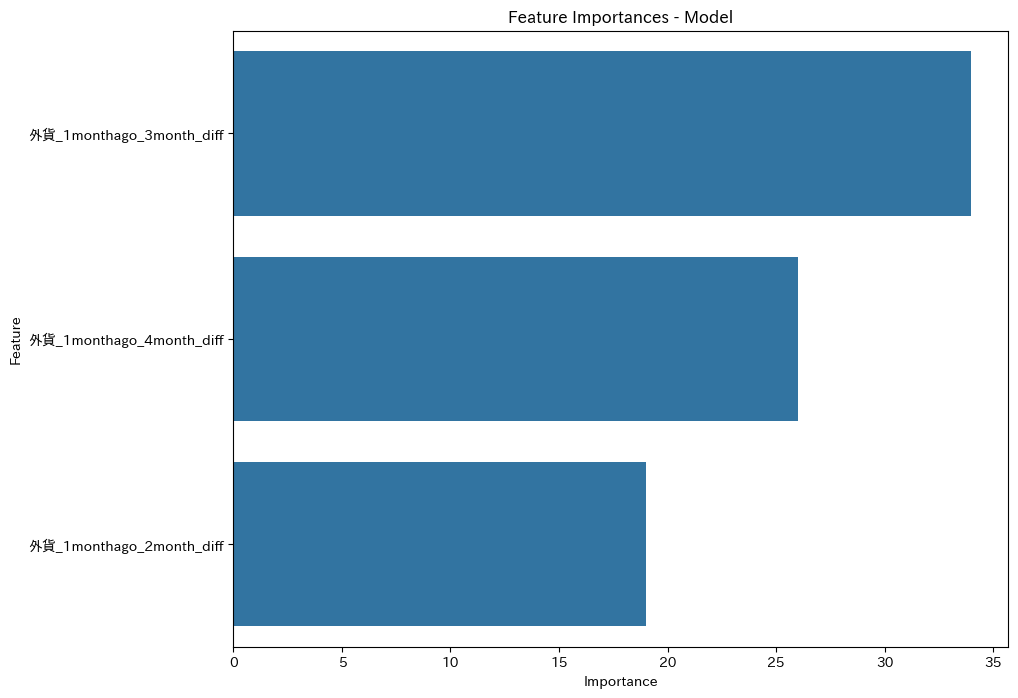 Feature Importances - Model
Feature
外貨_1monthago_3month_diff
外貨_1monthago_4month_diff
外貨_1monthago_2month_diff
0 5 10 15 20 25 30 35
Importance